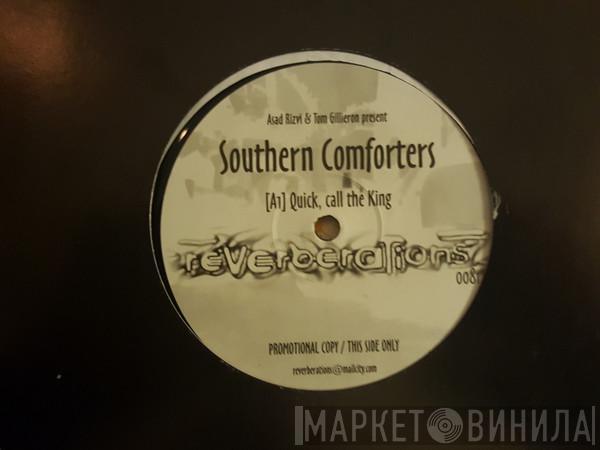 Asad Rizvi & Tom Gillieron present
Southern Comforters
[A1] Quick, call the King
reverberations
008
PROMOTIONAL COPY / THIS SIDE ONLY
reverberations@mailcity.com
МАРКЕТ ВИНИЛА